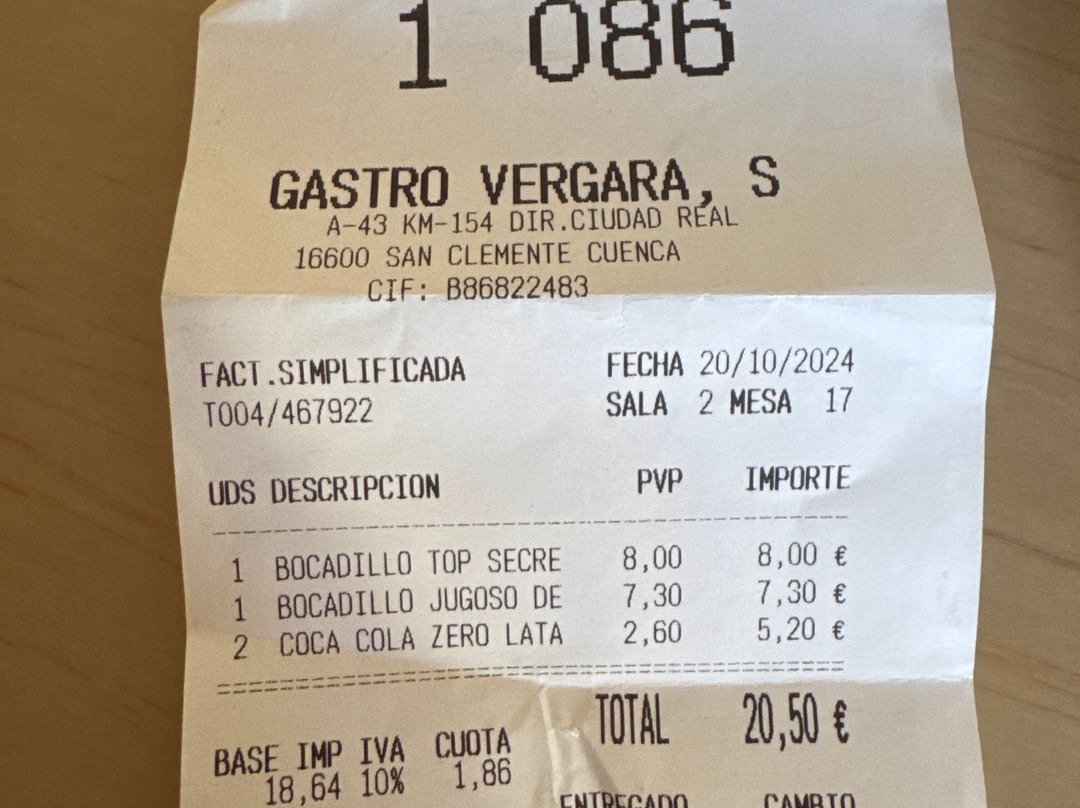 1 086
GASTRO VERGARA, S
A-43 KM-154 DIR.CIUDAD REAL
16600 SAN CLEMENTE CUENCA
CIF: B86822483
FACT.SIMPLIFICADA FECHA 20/10/2024
T004/467922 SALA 2 MESA 17
UDS DESCRIPCION PVP IMPORTE
1 BOCADILLO TOP SECRE 8,00 8,00 €
1 BOCADILLO JUGOSO DE 7,30 7,30 €
2 COCA COLA ZERO LATA 2,60 5,20 €
TOTAL 20,50 €
BASE IMP IVA CUOTA
18,64 10% 1,86
ENTREGADO CAMBIO